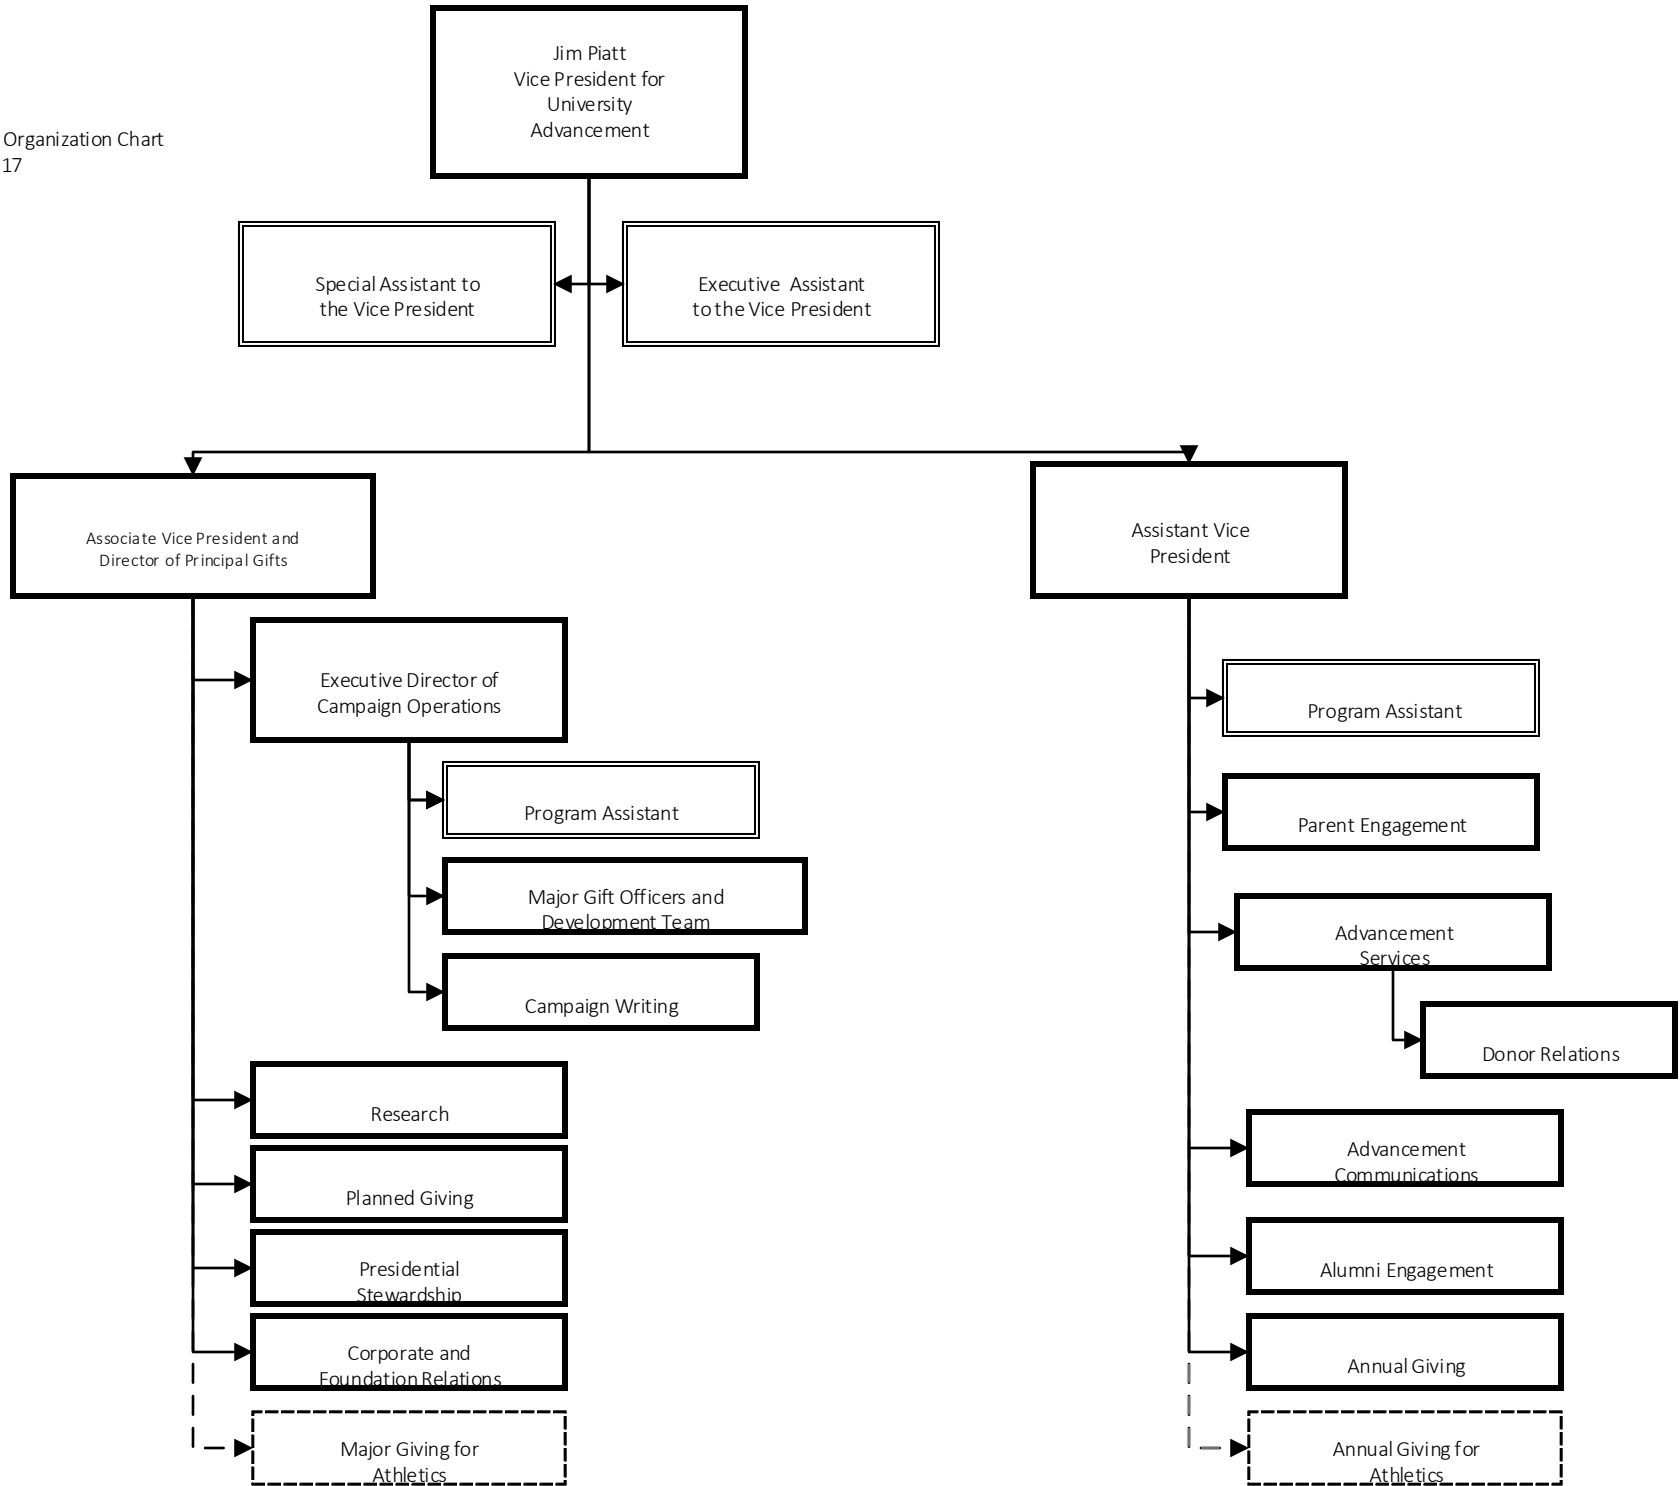 Jim Piatt
Vice President for
University
Advancement
Organization Chart
17
Special Assistant to
the Vice President
Executive Assistant
to the Vice President
Associate Vice President and
Director of Principal Gifts
Assistant Vice
President
Executive Director of
Campaign Operations
Program Assistant
Major Gift Officers and
Development Team
Campaign Writing
Research
Planned Giving
Presidential
Stewardship
Corporate and
Foundation Relations
Major Giving for
Athletics
Program Assistant
Parent Engagement
Advancement
Services
Donor Relations
Advancement
Communications
Alumni Engagement
Annual Giving
Annual Giving for
Athletics